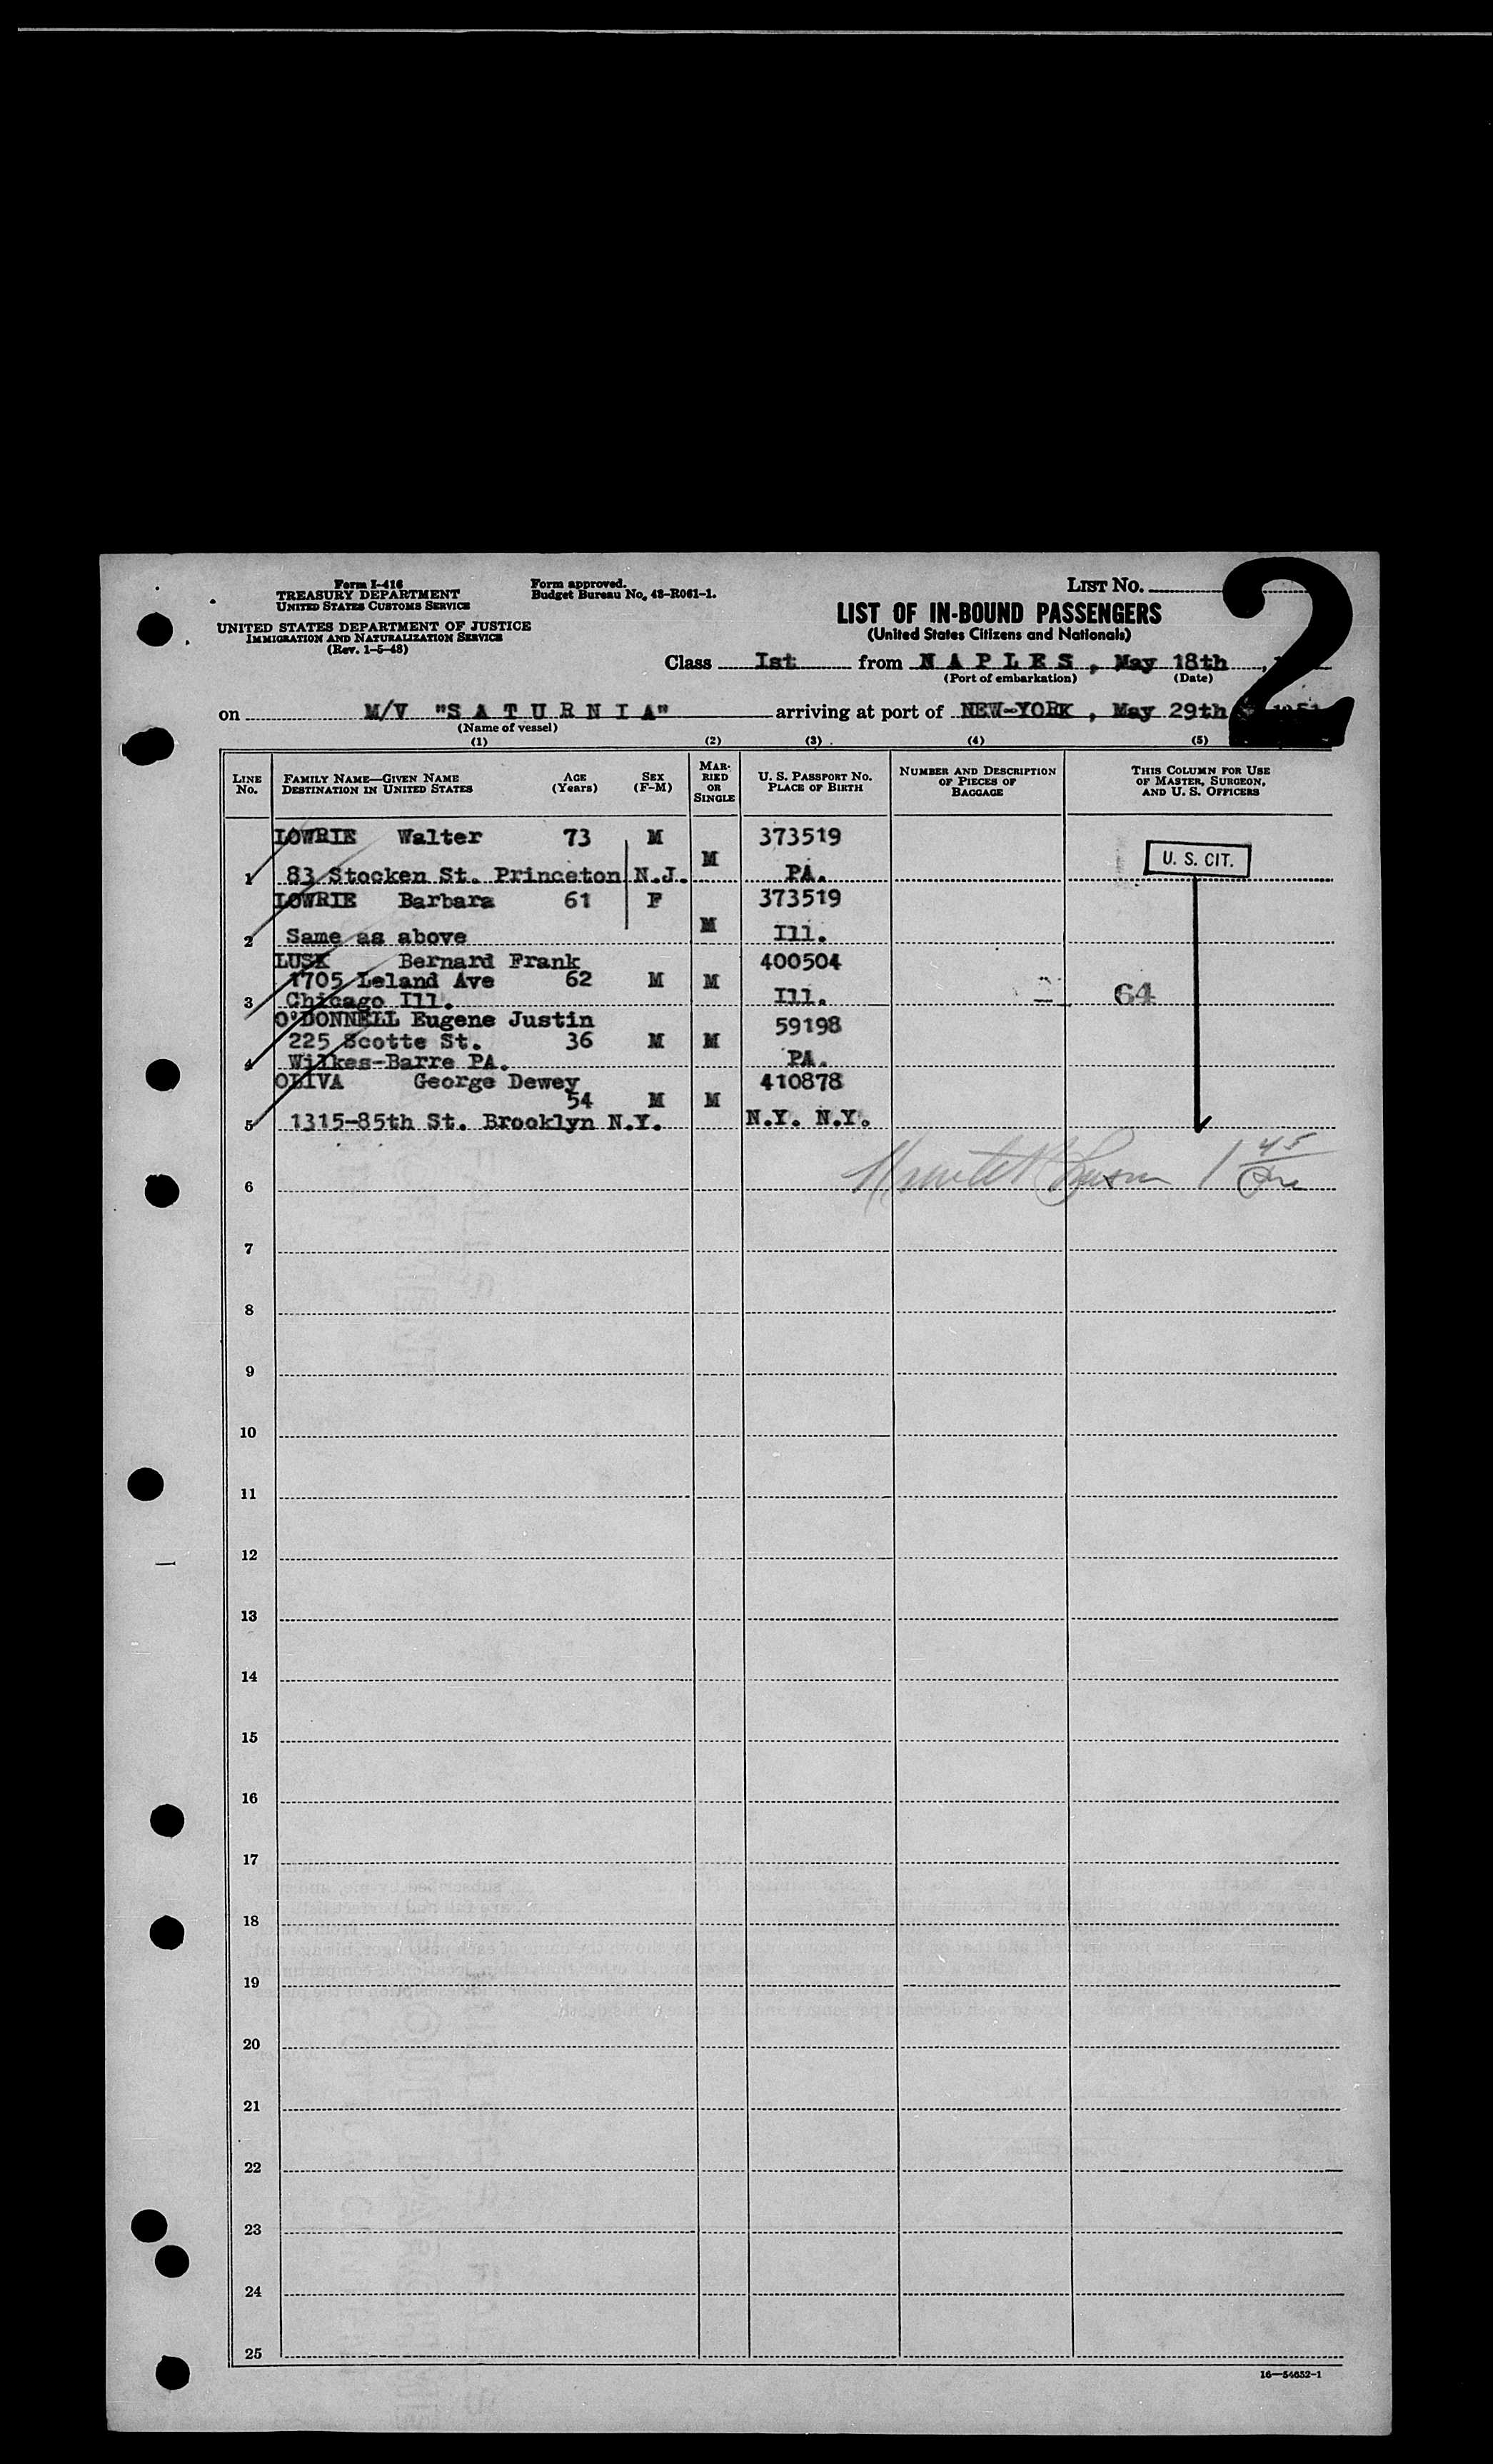 Form I-416
TREASURY DEPARTMENT
UNITED STATES CUSTOMS SERVICE
UNITED STATES DEPARTMENT OF JUSTICE
IMMIGRATION AND NATURALIZATION SERVICE
(Rev. 1-5-48)
Form approved.
Budget Bureau No. 43-R061-1.
LIST NO.
2
LIST OF IN-BOUND PASSENGERS
(United States Citizens and Nationals)
Class Ist from N A P L E S , May 18th ,
(Port of embarkation) (Date)
on M/V "S A T U R N I A" arriving at port of NEW-YORK , May 29th 1951
(Name of vessel)
(1) (2) (3) (4) (5)
LINE NO. FAMILY NAME—GIVEN NAME DESTINATION IN UNITED STATES AGE (Years) SEX (F-M) MARRIED OR SINGLE U. S. PASSPORT NO. PLACE OF BIRTH NUMBER AND DESCRIPTION OF PIECES OF BAGGAGE THIS COLUMN FOR USE OF MASTER, SURGEON, AND U. S. OFFICERS
LOWRIE Walter 73 M 373519
M U. S. CIT.
1 83 Stocken St. Princeton N.J. PA.
LOWRIE Barbara 61 F 373519
M
2 Same as above Ill.
LUSK Bernard Frank 400504
1705 Leland Ave 62 M M
3 Chicago Ill. Ill. 64
O'DONNELL Eugene Justin 59198
225 Scotte St. 36 M M
4 Wilkes-Barre PA. PA.
OLIVA George Dewey 410878
54 M M
5 1315-85th St. Brooklyn N.Y. N.Y. N.Y.
6
7
8
9
10
11
12
13
14
15
16
17
18
19
20
21
22
23
24
25
16—54652-1